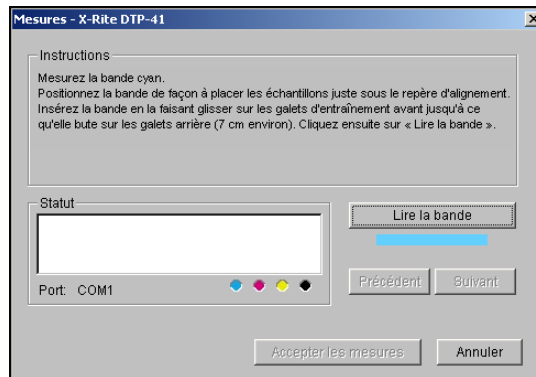 Mesures - X-Rite DTP-41
Instructions
Mesurez la bande cyan.
Positionnez la bande de façon à placer les échantillons juste sous le repère d'alignement.
Insérez la bande en la faisant glisser sur les galets d'entraînement avant jusqu'à ce
qu'elle bute sur les galets arrière (7 cm environ). Cliquez ensuite sur « Lire la bande ».
Statut
Lire la bande
Port: COM1
Précédent
Suivant
Accepter les mesures
Annuler